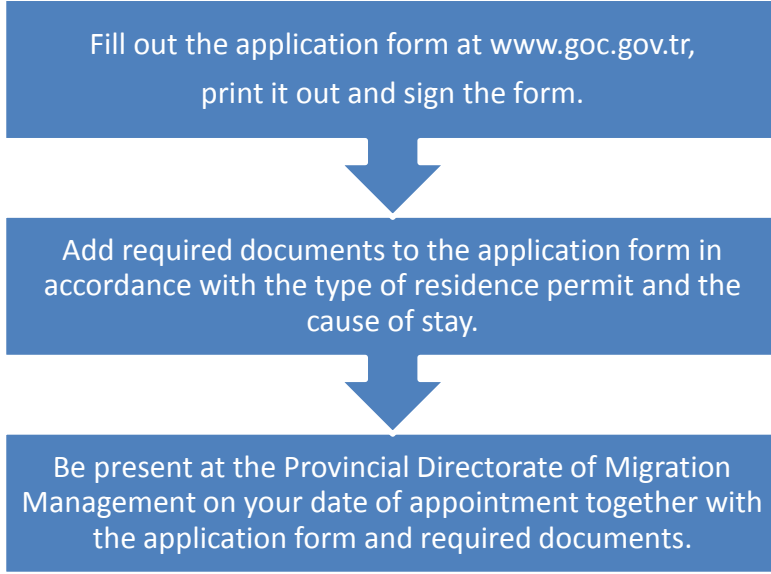 Fill out the application form at www.goc.gov.tr,
print it out and sign the form.
Add required documents to the application form in
accordance with the type of residence permit and the
cause of stay.
Be present at the Provincial Directorate of Migration
Management on your date of appointment together with
the application form and required documents.